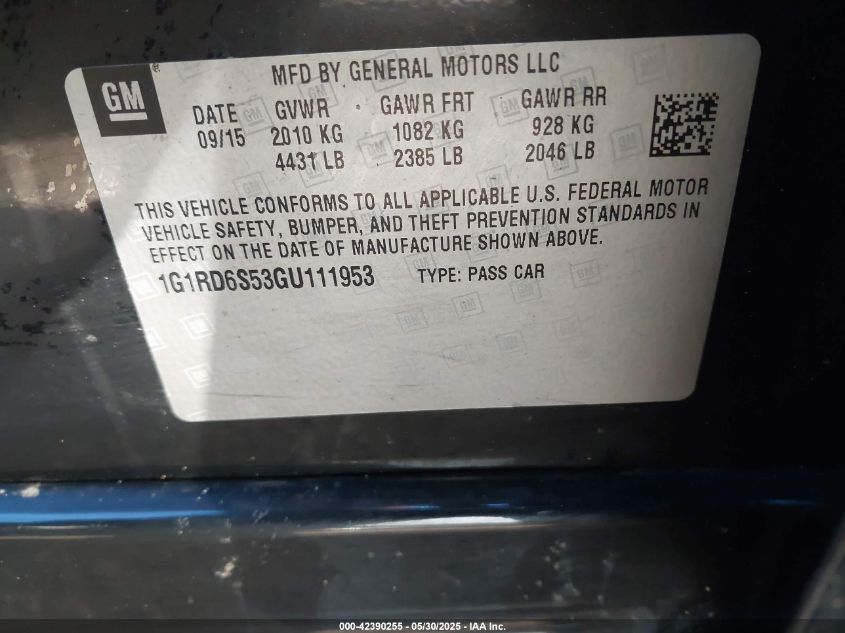 GM
MFD BY GENERAL MOTORS LLC
DATE GVWR GAWR FRT GAWR RR
09/15 2010 KG 1082 KG 928 KG
4431 LB 2385 LB 2046 LB
THIS VEHICLE CONFORMS TO ALL APPLICABLE U.S. FEDERAL MOTOR
VEHICLE SAFETY, BUMPER, AND THEFT PREVENTION STANDARDS IN
EFFECT ON THE DATE OF MANUFACTURE SHOWN ABOVE.
1G1RD6S53GU111953 TYPE: PASS CAR
000-42390255 - 05/30/2025 - IAA Inc.